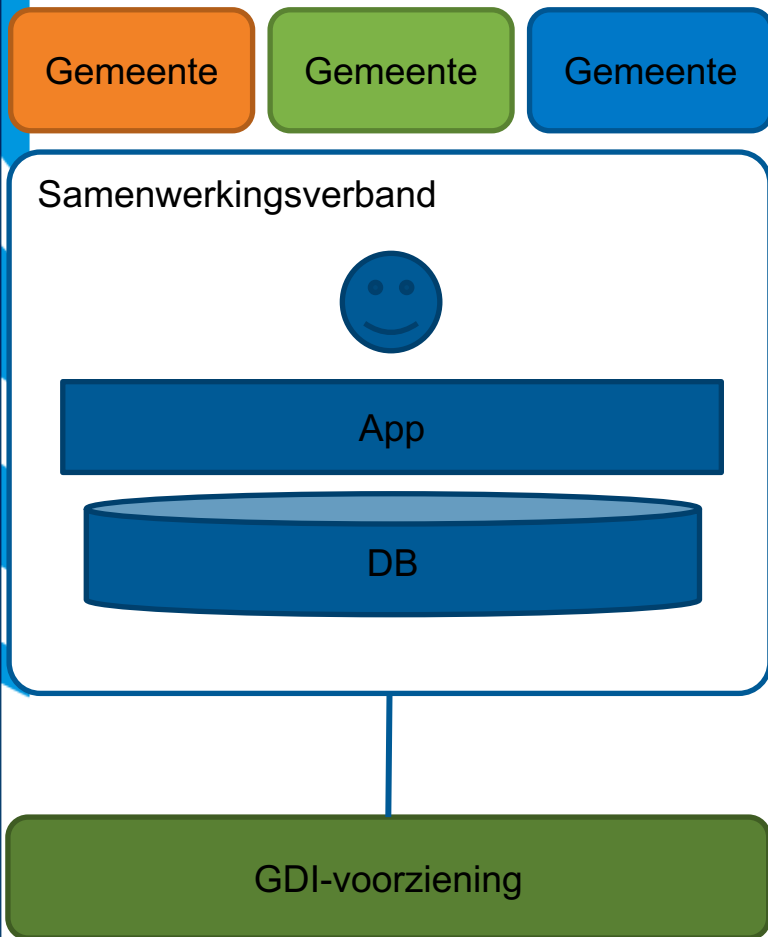 Gemeente
Gemeente
Gemeente
Samenwerkingsverband
App
DB
GDI-voorziening